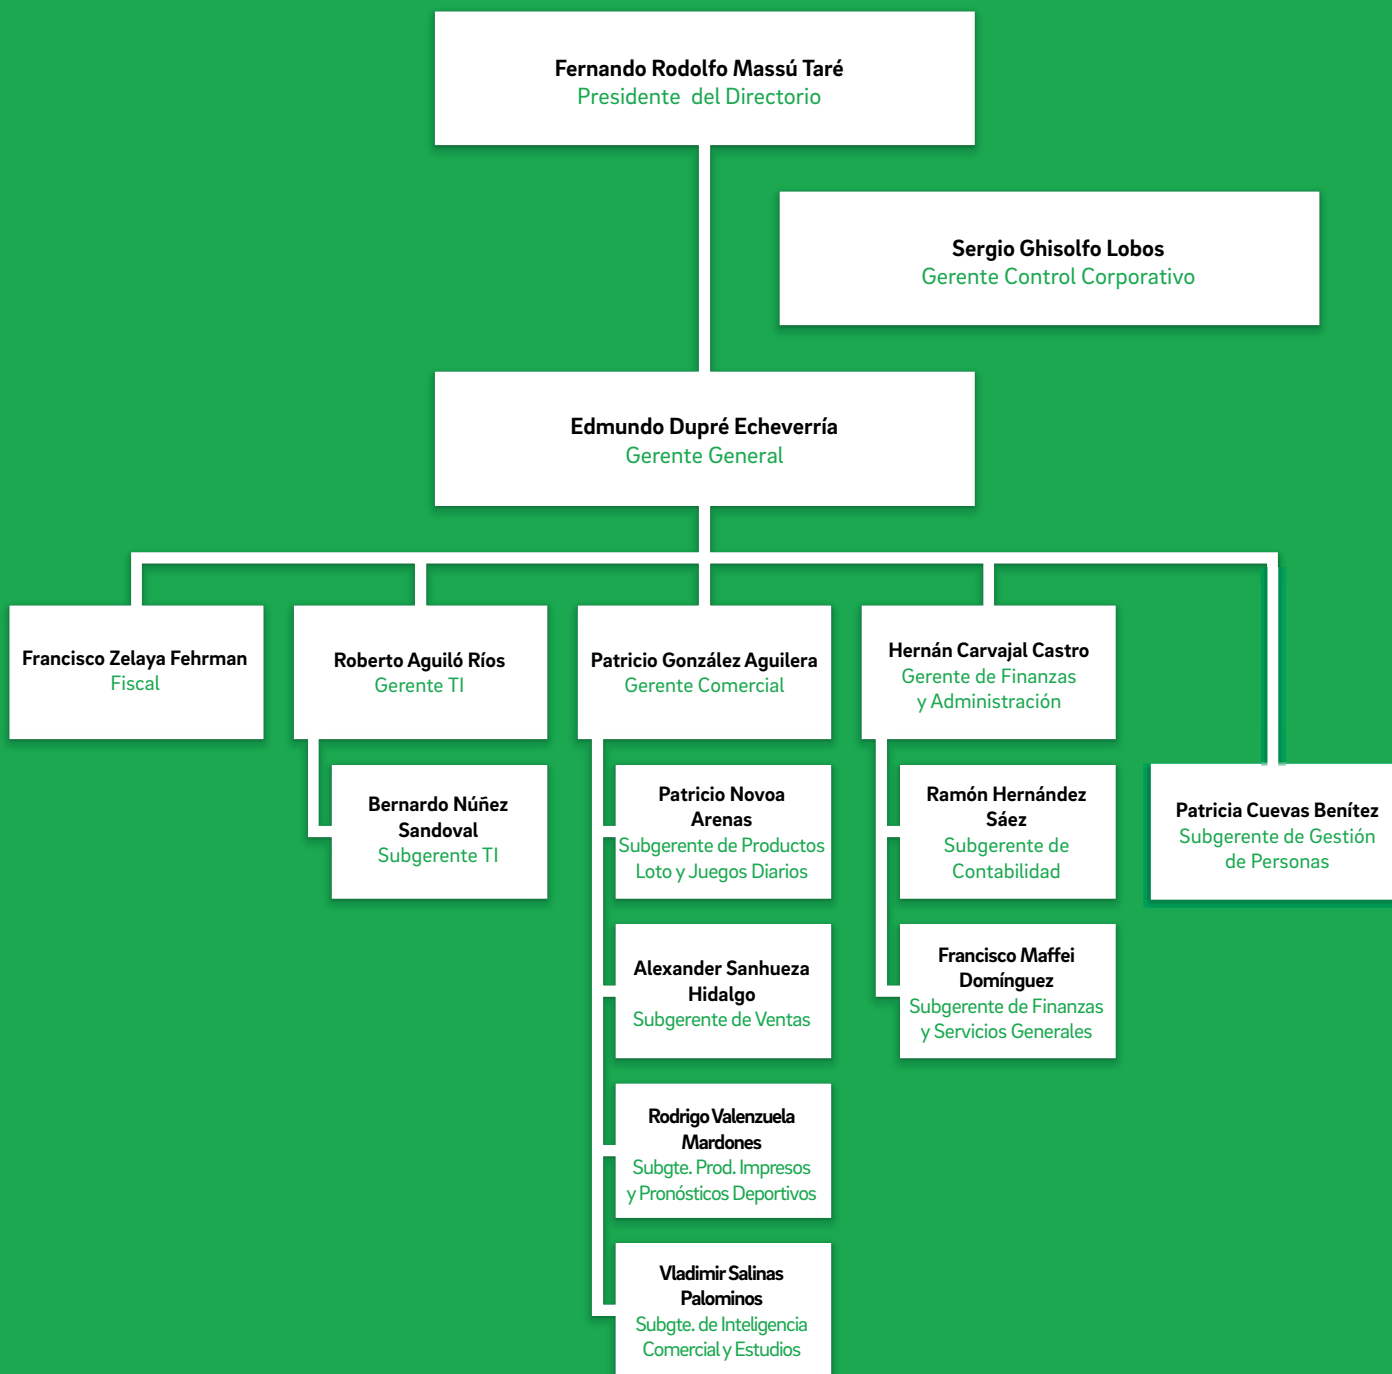 Fernando Rodolfo Massú Taré
Presidente del Directorio
Sergio Ghisolfo Lobos
Gerente Control Corporativo
Edmundo Dupré Echeverría
Gerente General
Francisco Zelaya Fehrman
Fiscal
Roberto Aguiló Ríos
Gerente TI
Patricio González Aguilera
Gerente Comercial
Hernán Carvajal Castro
Gerente de Finanzas
y Administración
Bernardo Núñez
Sandoval
Subgerente TI
Patricio Novoa
Arenas
Subgerente de Productos
Loto y Juegos Diarios
Ramón Hernández
Sáez
Subgerente de
Contabilidad
Patricia Cuevas Benítez
Subgerente de Gestión
de Personas
Alexander Sanhueza
Hidalgo
Subgerente de Ventas
Francisco Maffei
Domínguez
Subgerente de Finanzas
y Servicios Generales
Rodrigo Valenzuela
Mardones
Subgte. Prod. Impresos
y Pronósticos Deportivos
Vladimir Salinas
Palominos
Subgte. de Inteligencia
Comercial y Estudios